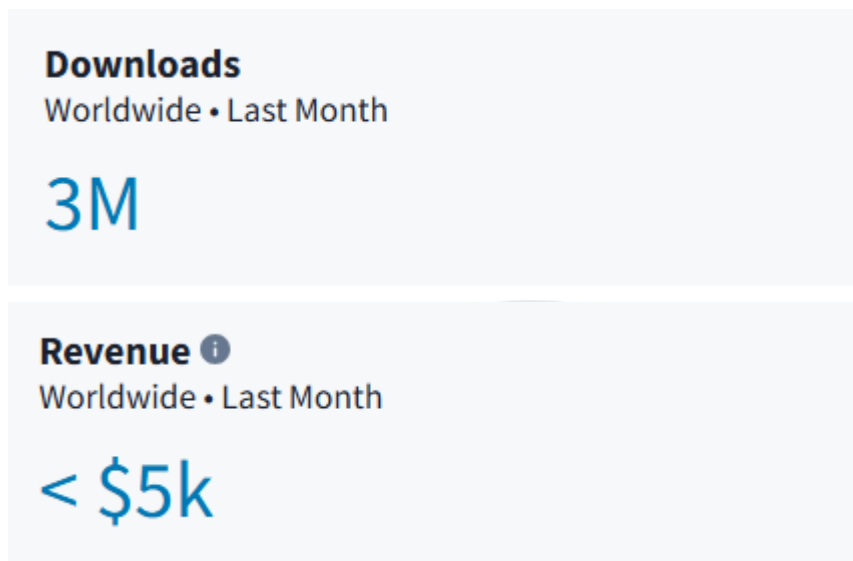 Downloads
Worldwide • Last Month
3M
Revenue
Worldwide • Last Month
< $5k